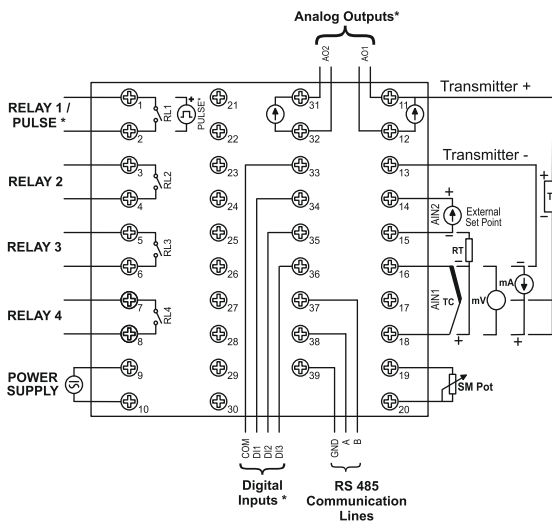 Analog Outputs*
AO2
AO1
Transmitter +
RELAY 1 /
PULSE *
1
RL1
+
PULSE*
21
31
11
2
22
32
12
Transmitter -
RELAY 2
3
RL2
23
33
13
4
24
34
14
AIN2
+
-
External
Set Point
+
T
RELAY 3
5
RL3
25
35
15
RT
6
26
36
16
-
-
-
AIN1
TC
mV
mA
RELAY 4
7
RL4
27
37
17
8
28
38
18
+
+
POWER
SUPPLY
9
29
39
19
SM Pot
10
30
20
COM
DI1
DI2
DI3
GND
A
B
Digital
Inputs *
RS 485
Communication
Lines